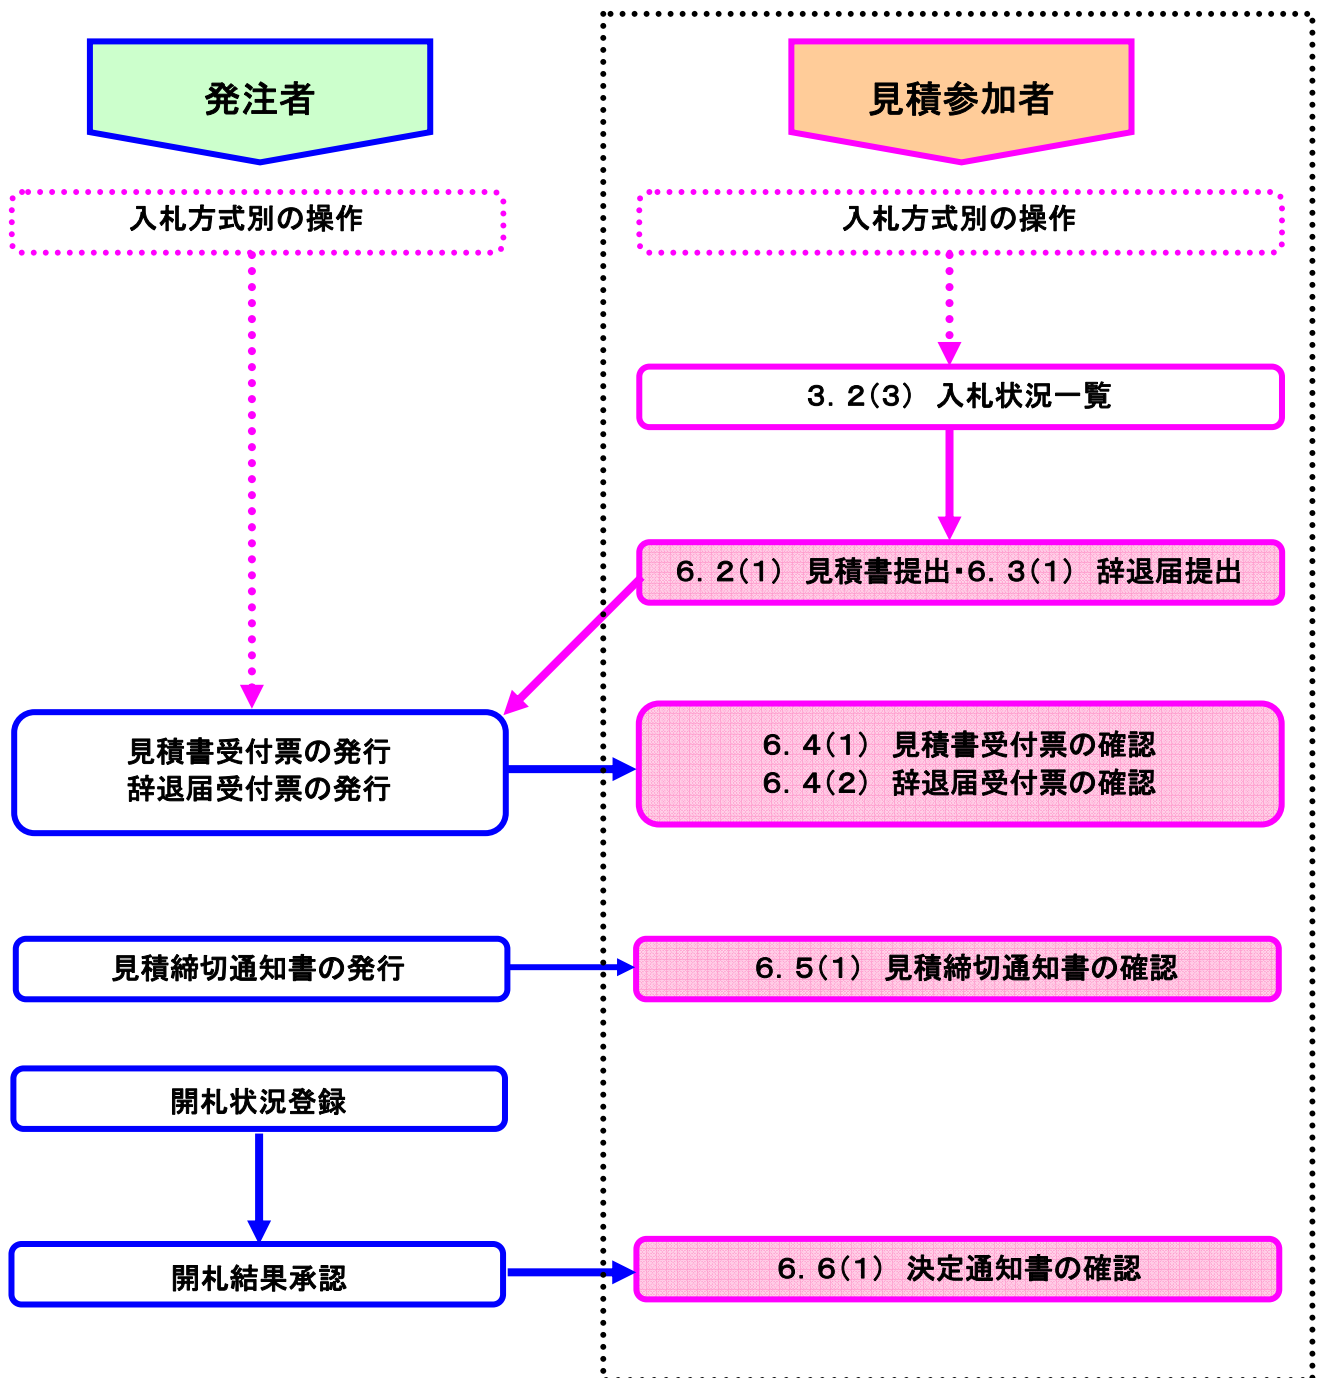 発注者
見積参加者
入札方式別の操作
入札方式別の操作
3．2（3） 入札状況一覧
6．2（1） 見積書提出・6．3（1） 辞退届提出
見積書受付票の発行
辞退届受付票の発行
6．4（1） 見積書受付票の確認
6．4（2） 辞退届受付票の確認
見積締切通知書の発行
6．5（1） 見積締切通知書の確認
開札状況登録
開札結果承認
6．6（1） 決定通知書の確認